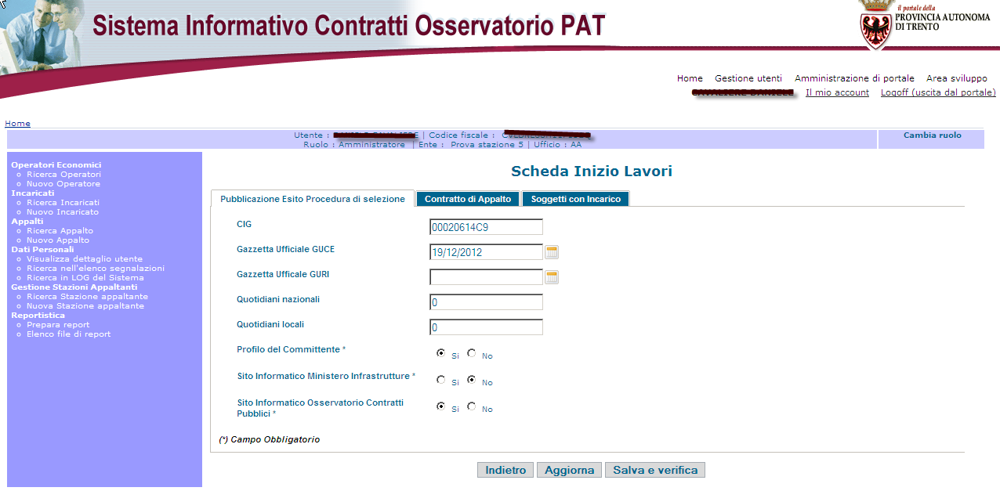 Sistema Informativo Contratti Osservatorio PAT
il portale della
PROVINCIA AUTONOMA
DI TRENTO
Home Gestione utenti Amministrazione di portale Area sviluppo
Il mio account Logoff (uscita dal portale)
Home
Utente : | Codice fiscale :
Ruolo : Amministratore | Ente : Prova stazione 5 | Ufficio : AA
Cambia ruolo
Operatori Economici
Ricerca Operatori
Nuovo Operatore
Incaricati
Ricerca Incaricati
Nuovo Incaricato
Appalti
Ricerca Appalto
Nuovo Appalto
Dati Personali
Visualizza dettaglio utente
Ricerca nell'elenco segnalazioni
Ricerca in LOG del Sistema
Gestione Stazioni Appaltanti
Ricerca Stazione appaltante
Nuova Stazione appaltante
Reportistica
Prepara report
Elenco file di report
Scheda Inizio Lavori
Pubblicazione Esito Procedura di selezione Contratto di Appalto Soggetti con Incarico
CIG 00020614C9
Gazzetta Ufficiale GUCE 19/12/2012
Gazzetta Ufficale GURI
Quotidiani nazionali 0
Quotidiani locali 0
Profilo del Committente * Si No
Sito Informatico Ministero Infrastrutture * Si No
Sito Informatico Osservatorio Contratti
Pubblici * Si No
(*) Campo Obbligatorio
Indietro Aggiorna Salva e verifica